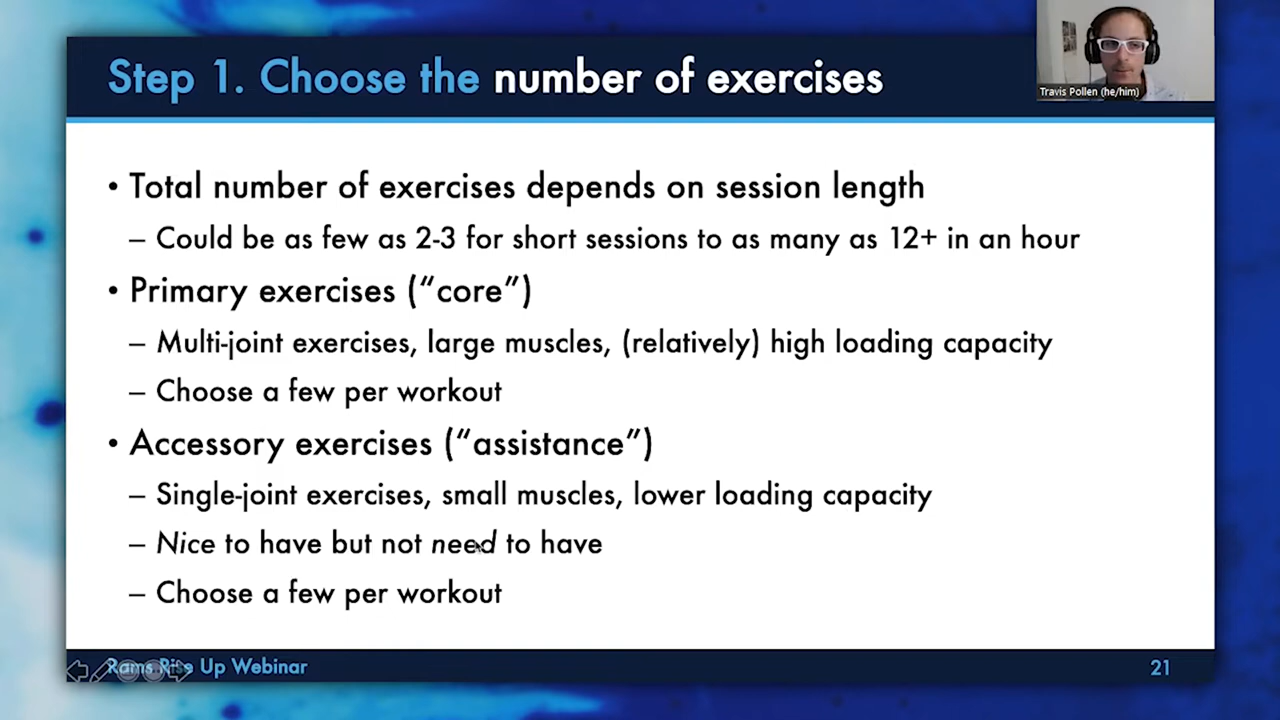 Step 1. Choose the number of exercises
Travis Pollen (he/him)
• Total number of exercises depends on session length
– Could be as few as 2-3 for short sessions to as many as 12+ in an hour
• Primary exercises (“core”)
– Multi-joint exercises, large muscles, (relatively) high loading capacity
– Choose a few per workout
• Accessory exercises (“assistance”)
– Single-joint exercises, small muscles, lower loading capacity
– Nice to have but not need to have
– Choose a few per workout
Rams Rise Up Webinar
21